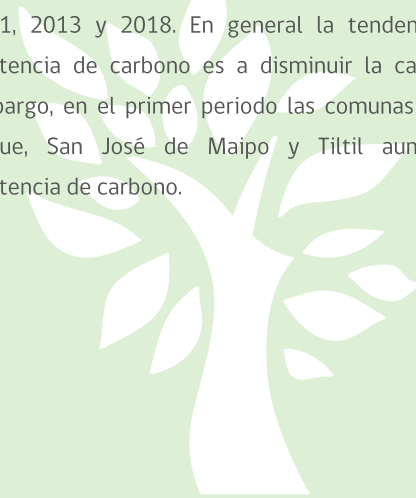 1, 2013 y 2018. En general la tenden
tencia de carbono es a disminuir la ca
bargo, en el primer periodo las comunas
ue, San José de Maipo y Tiltil aun
tencia de carbono.